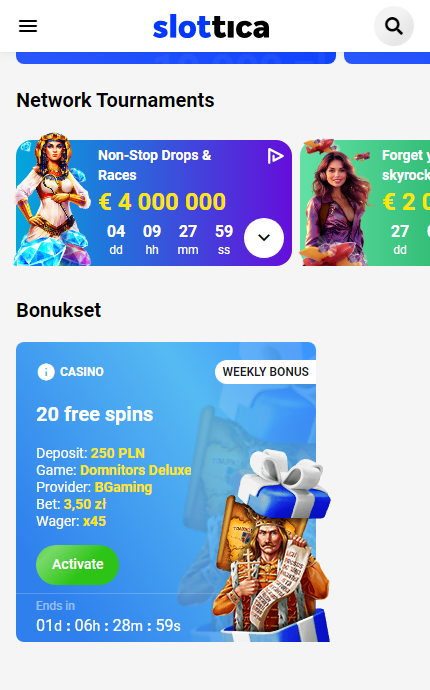 slottica
Network Tournaments
Non-Stop Drops &
Races
€ 4 000 000
04 09 27 59
dd hh mm ss
Forget
skyrock
€ 2
27
dd
Bonukset
CASINO
WEEKLY BONUS
20 free spins
Deposit: 250 PLN
Game: Domnitors Deluxe
Provider: BGaming
Bet: 3,50 zł
Wager: x45
Activate
Ends in
01d : 06h : 28m : 59s